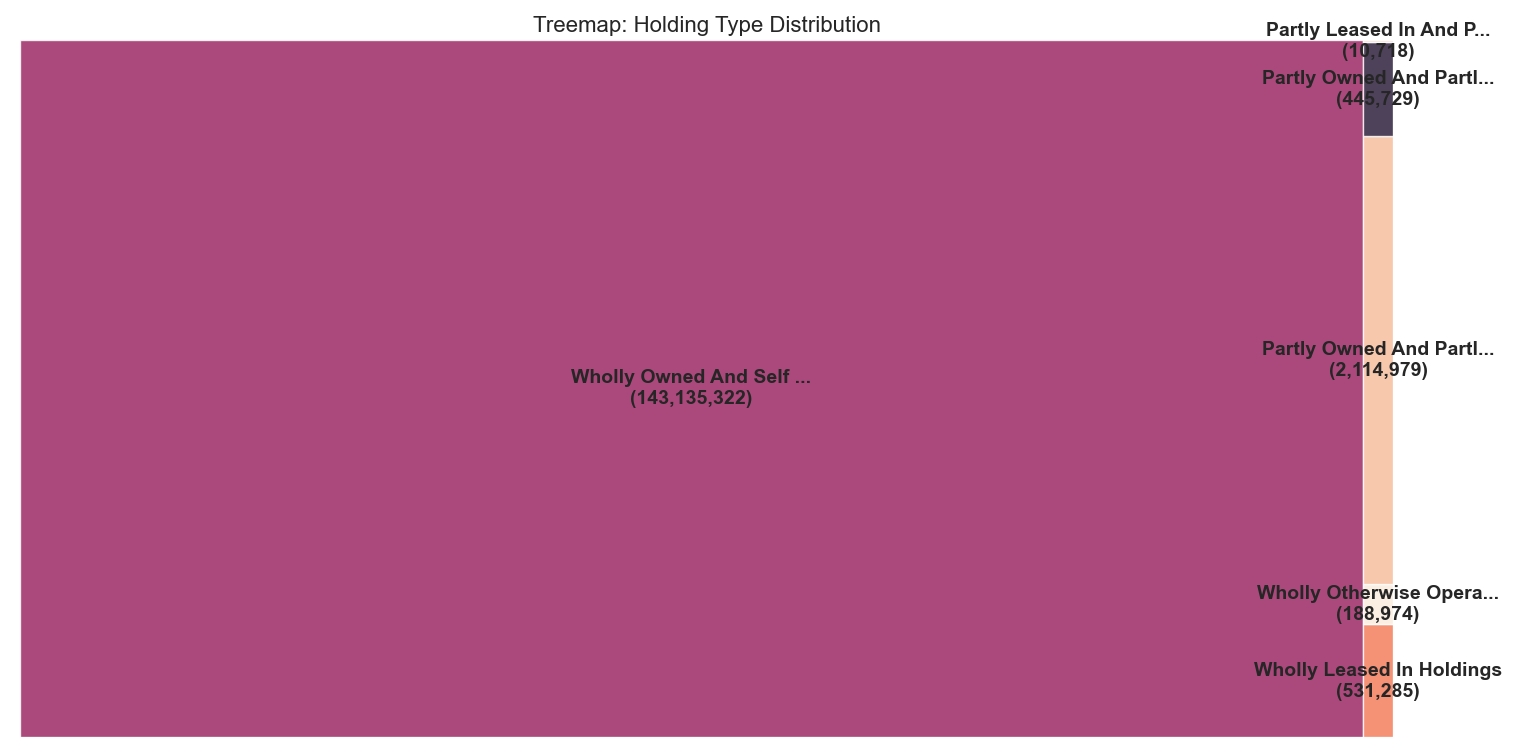 Treemap: Holding Type Distribution
Partly Leased In And P...
(10,718)
Partly Owned And Partl...
(445,729)
Partly Owned And Partl...
(2,114,979)
Wholly Owned And Self ...
(143,135,322)
Wholly Otherwise Opera...
(188,974)
Wholly Leased In Holdings
(531,285)